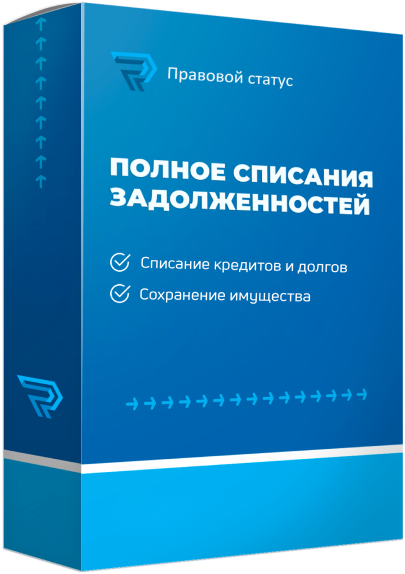 Правовой статус
ПОЛНОЕ СПИСАНИЯ
ЗАДОЛЖЕННОСТЕЙ
Списание кредитов и долгов
Сохранение имущества